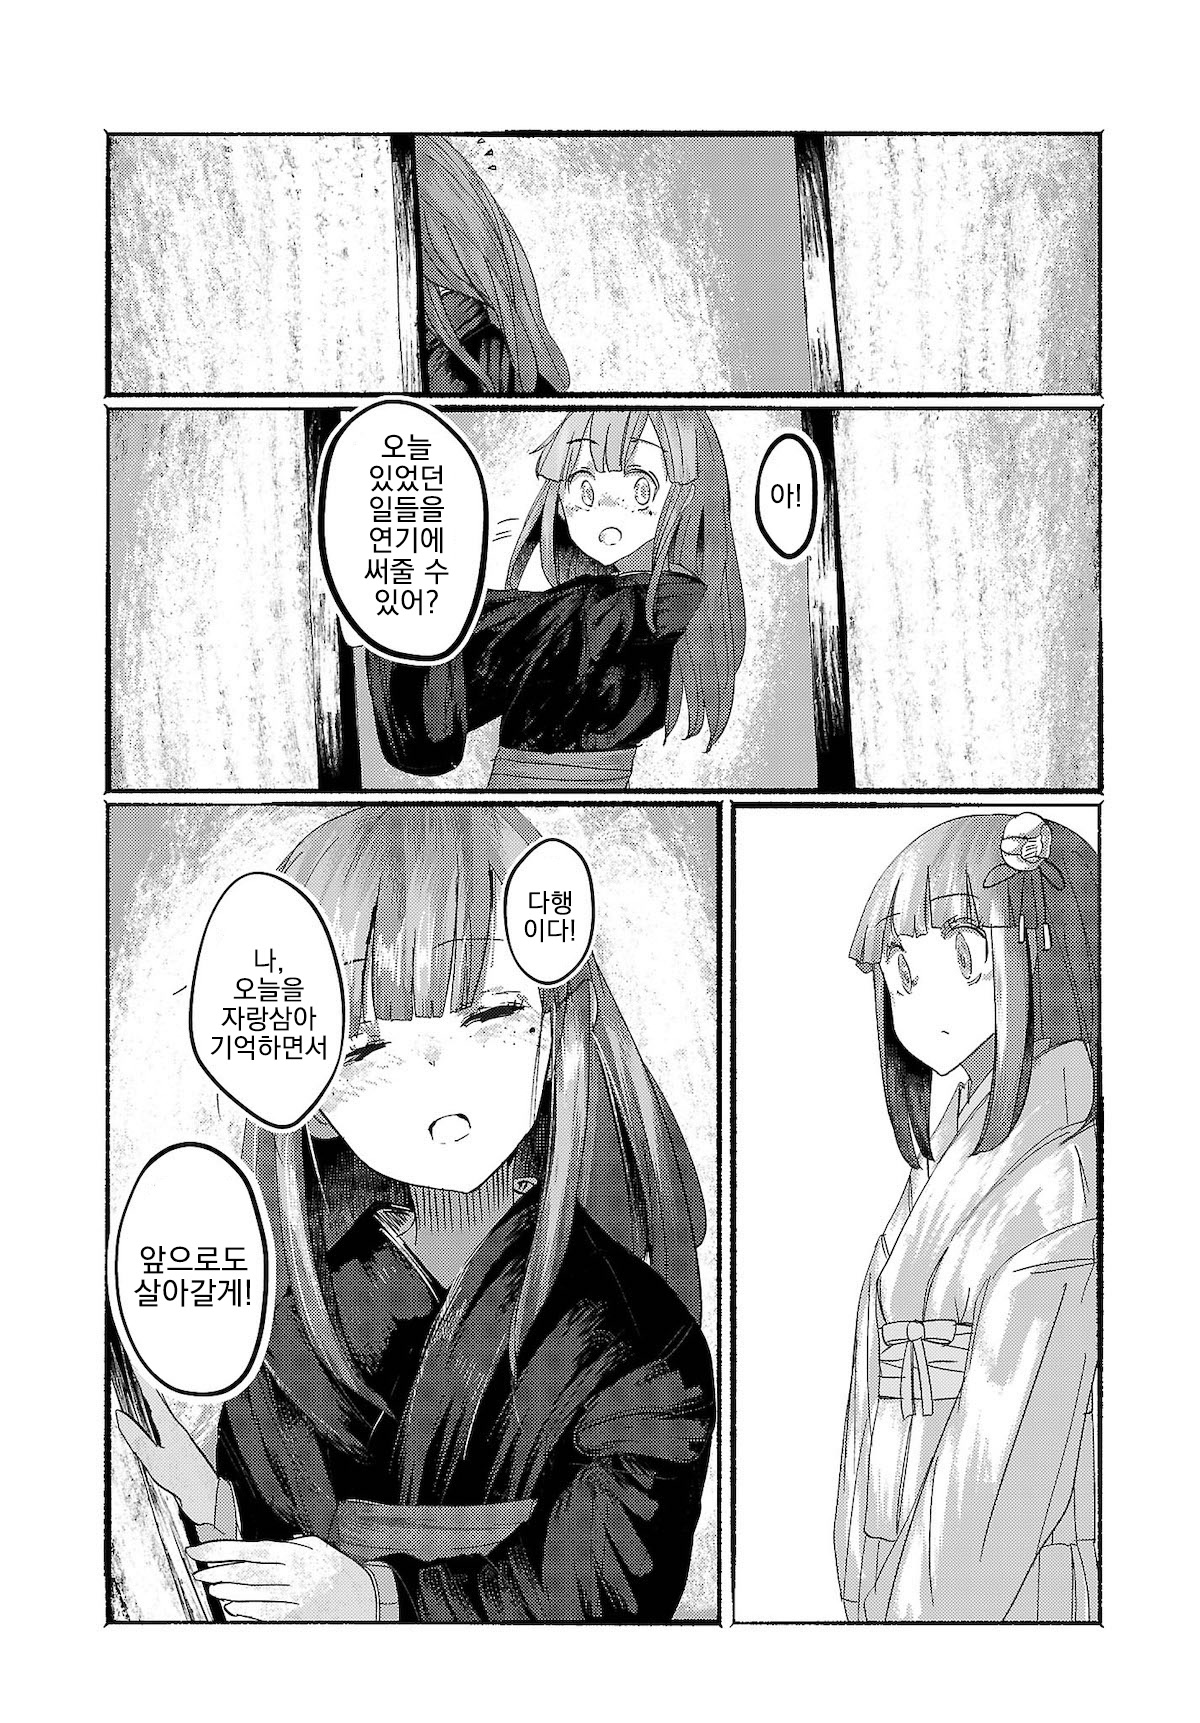 아!
오늘
있었던
일들을
연기에
써줄 수
있어?
다행
이다!
나,
오늘을
자랑삼아
기억하면서
앞으로도
살아갈게!